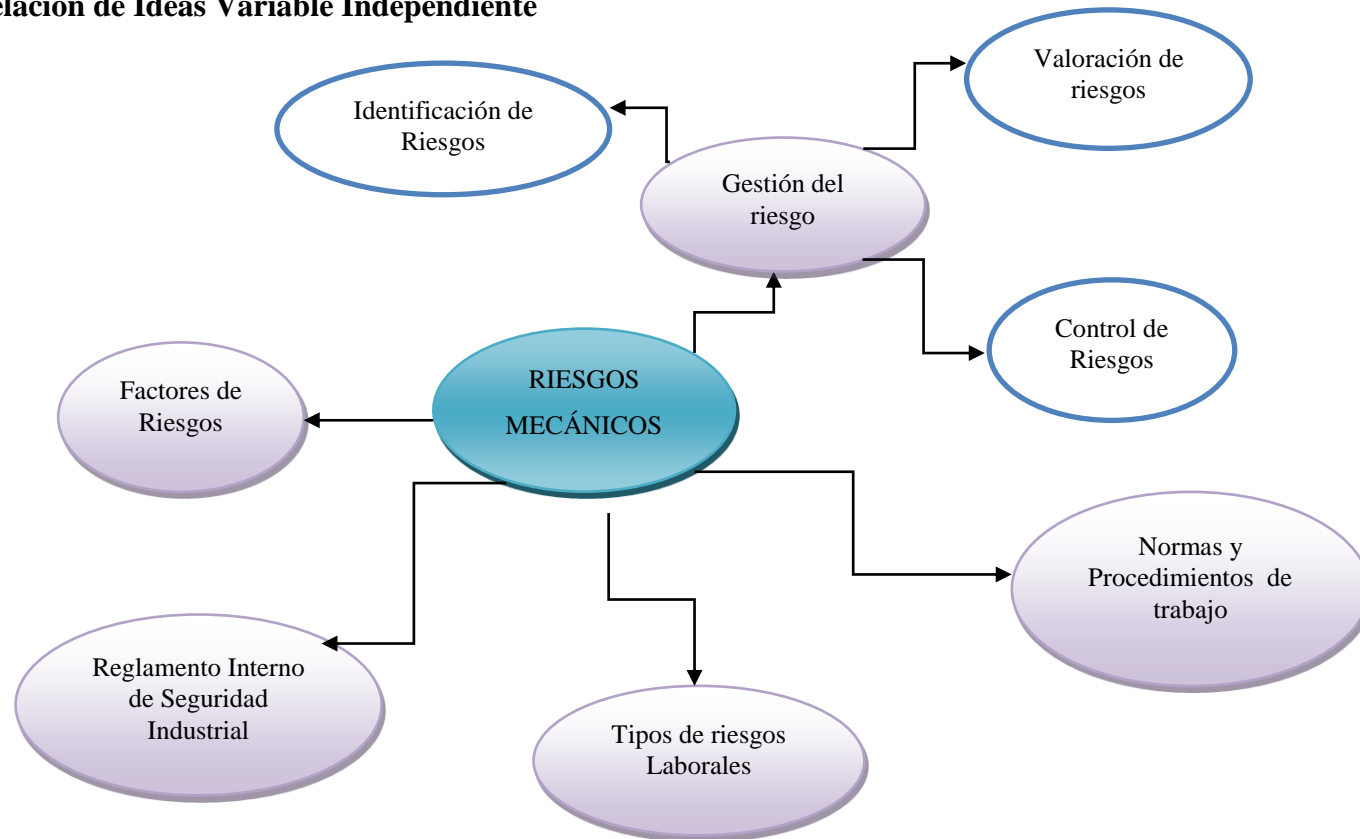 elación de Ideas Variable Independiente
Valoración de
riesgos
Identificación de
Riesgos
Gestión del
riesgo
Control de
Riesgos
RIESGOS
MECÁNICOS
Factores de
Riesgos
Normas y
Procedimientos de
trabajo
Reglamento Interno
de Seguridad
Industrial
Tipos de riesgos
Laborales